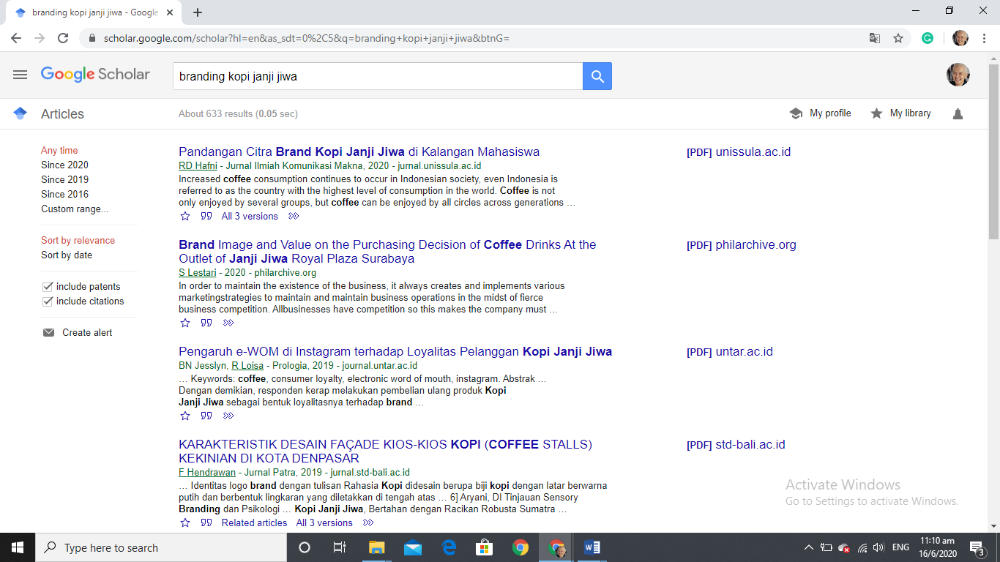 branding kopi janji jiwa - Google
scholar.google.com/scholar?hl=en&as_sdt=0%2C5&q=branding+kopi+janji+jiwa&btnG=
Google Scholar
branding kopi janji jiwa
Articles
About 633 results (0.05 sec)
My profile
My library
Any time
Since 2020
Since 2019
Since 2016
Custom range...
Sort by relevance
Sort by date
include patents
include citations
Create alert
Pandangan Citra Brand Kopi Janji Jiwa di Kalangan Mahasiswa
RD Hafni - Jurnal Ilmiah Komunikasi Makna, 2020 - jurnal.unissula.ac.id
Increased coffee consumption continues to occur in Indonesian society, even Indonesia is
referred to as the country with the highest level of consumption in the world. Coffee is not
only enjoyed by several groups, but coffee can be enjoyed by all circles across generations …
All 3 versions
[PDF] unissula.ac.id
Brand Image and Value on the Purchasing Decision of Coffee Drinks At the
Outlet of Janji Jiwa Royal Plaza Surabaya
S Lestari - 2020 - philarchive.org
In order to maintain the existence of the business, it always creates and implements various
marketingstrategies to maintain and maintain business operations in the midst of fierce
business competition. Allbusinesses have competition so this makes the company must …
[PDF] philarchive.org
Pengaruh e-WOM di Instagram terhadap Loyalitas Pelanggan Kopi Janji Jiwa
BN Jesslyn, R Loisa - Prologia, 2019 - journal.untar.ac.id
… Keywords: coffee, consumer loyalty, electronic word of mouth, instagram. Abstrak …
Dengan demikian, responden kerap melakukan pembelian ulang produk Kopi
Janji Jiwa sebagai bentuk loyalitasnya terhadap brand …
[PDF] untar.ac.id
KARAKTERISTIK DESAIN FAÇADE KIOS-KIOS KOPI (COFFEE STALLS)
KEKINIAN DI KOTA DENPASAR
F Hendrawan - Jurnal Patra, 2019 - jurnal.std-bali.ac.id
… Identitas logo brand dengan tulisan Rahasia Kopi didesain berupa biji kopi dengan latar berwarna
putih dan berbentuk lingkaran yang diletakkan di tengah atas … 6] Aryani, DI Tinjauan Sensory
Branding dan Psikologi … Kopi Janji Jiwa, Bertahan dengan Racikan Robusta Sumatra …
Related articles All 3 versions
[PDF] std-bali.ac.id
Activate Windows
Go to Settings to activate Windows.
Type here to search
ENG
11:10 am
16/6/2020
3